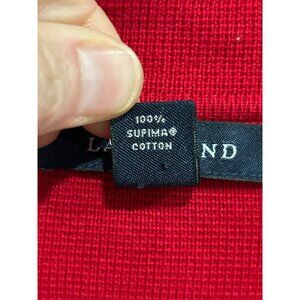 100%
SUPIMA®
COTTON
LA ND